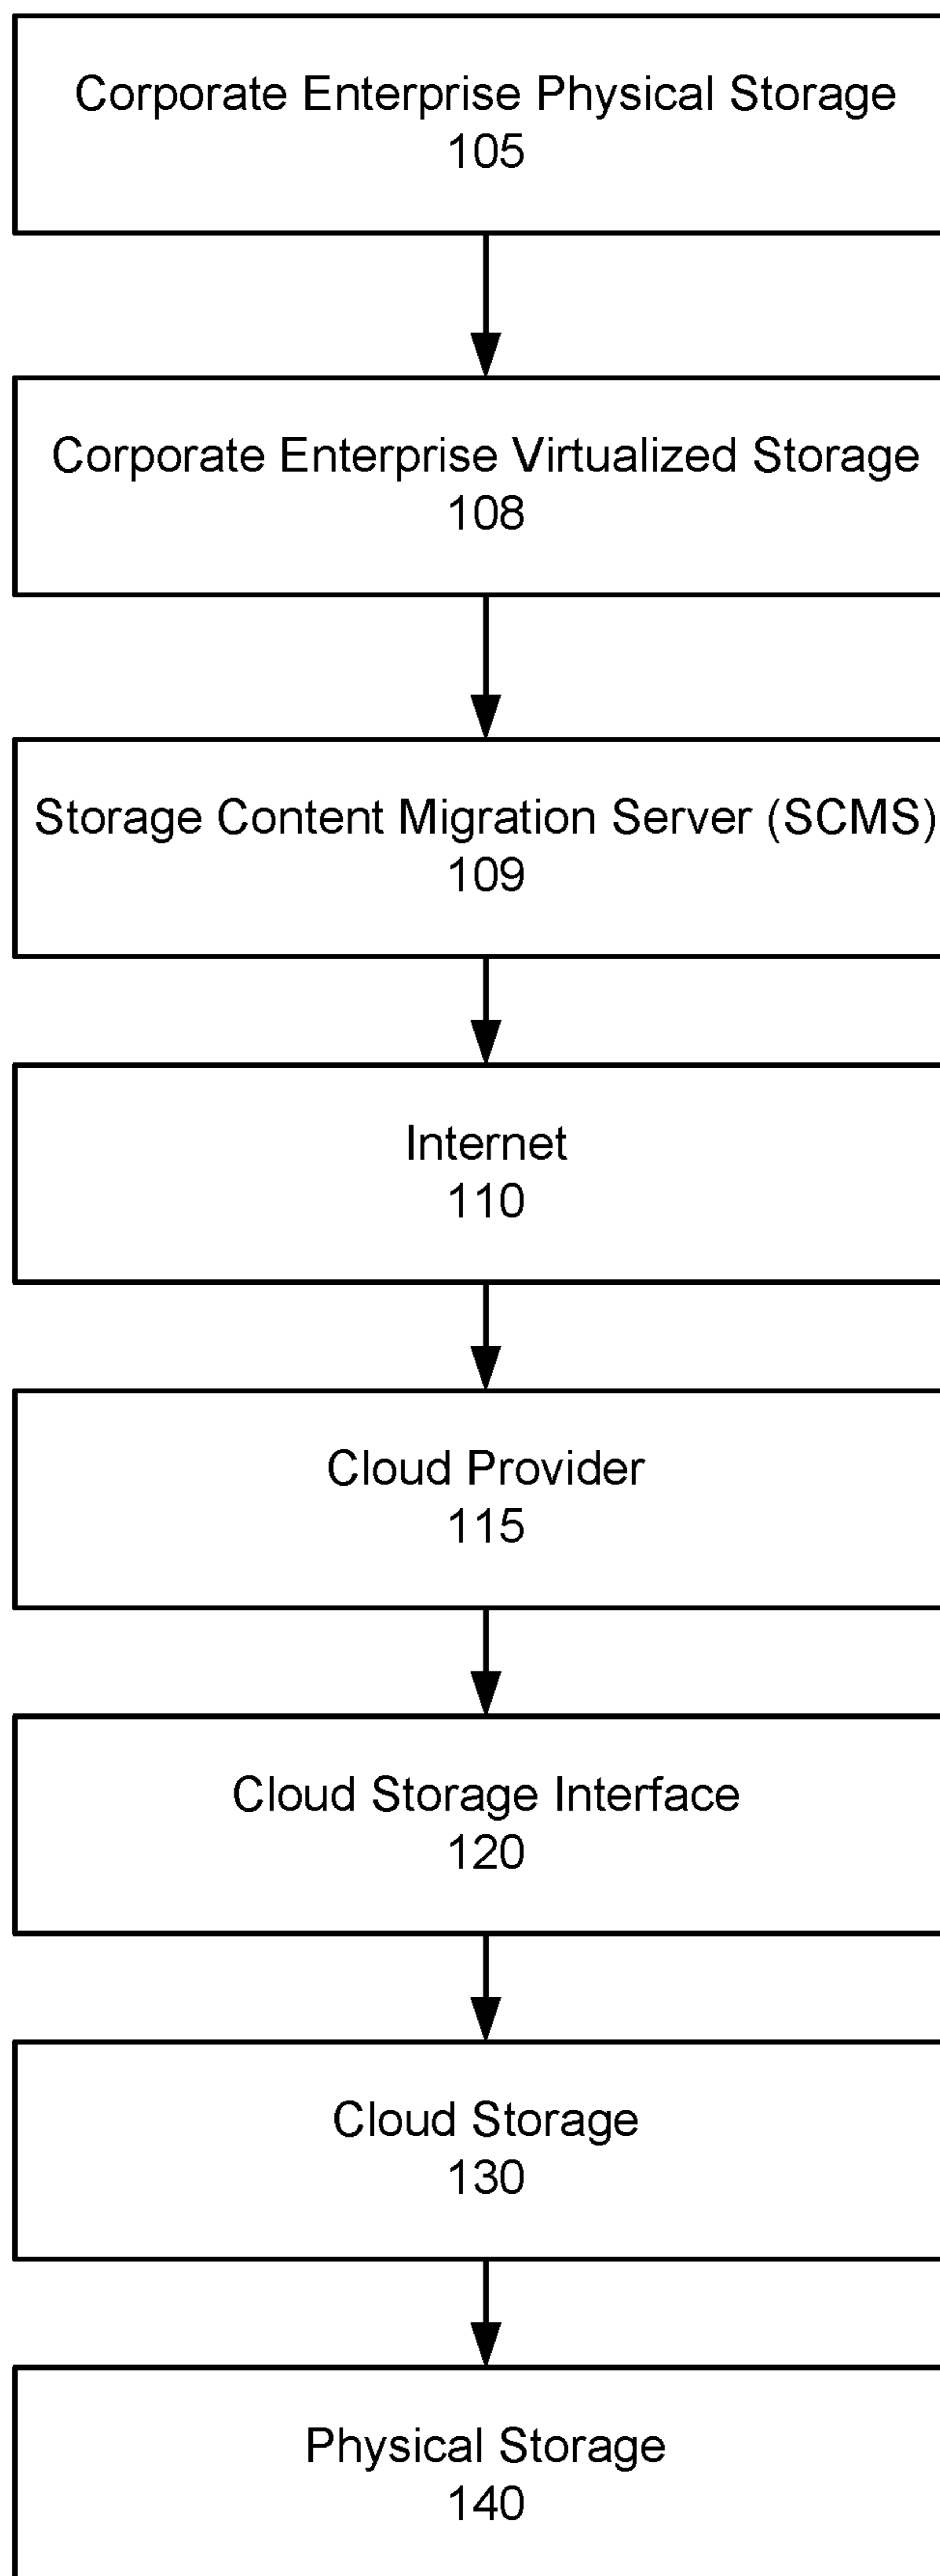 Corporate Enterprise Physical Storage
105
Corporate Enterprise Virtualized Storage
108
Storage Content Migration Server (SCMS)
109
Internet
110
Cloud Provider
115
Cloud Storage Interface
120
Cloud Storage
130
Physical Storage
140